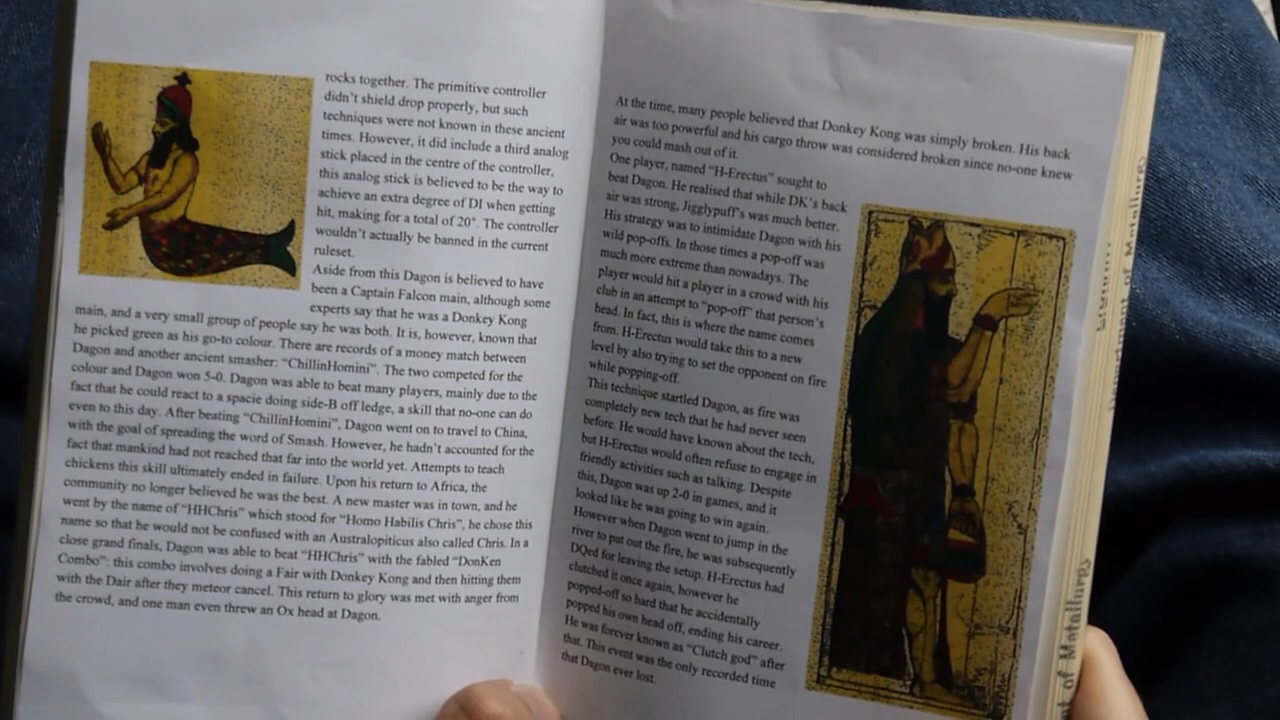 rocks together. The primitive controller
didn't shield drop properly, but such
techniques were not known in these ancient
times. However, it did include a third analog
stick placed in the centre of the controller,
this analog stick is believed to be the way to
achieve an extra degree of DI when getting
hit, making for a total of 20°. The controller
wouldn't actually be banned in the current
ruleset.
Aside from this Dagon is believed to have
been a Captain Falcon main, although some
experts say that he was a Donkey Kong
main, and a very small group of people say he was both. It is, however, known that
he picked green as his go-to colour. There are records of a money match between
Dagon and another ancient smasher: “ChillinHomini”. The two competed for the
colour and Dagon won 5-0. Dagon was able to beat many players, mainly due to the
fact that he could react to a spacie doing side-B off ledge, a skill that no-one can do
even to this day. After beating “ChillinHomini”, Dagon went on to travel to China,
with the goal of spreading the word of Smash. However, he hadn't accounted for the
fact that mankind had not reached that far into the world yet. Attempts to teach
chickens this skill ultimately ended in failure. Upon his return to Africa, the
community no longer believed he was the best. A new master was in town, and he
went by the name of “HHChris” which stood for “Homo Habilis Chris”, he chose this
name so that he would not be confused with an Australopiticus also called Chris. In a
close grand finals, Dagon was able to beat “HHChris” with the fabled “DonKen
Combo”: this combo involves doing a Fair with Donkey Kong and then hitting them
with the Dair after they meteor cancel. This return to glory was met with anger from
the crowd, and one man even threw an Ox head at Dagon.
At the time, many people believed that Donkey Kong was simply broken. His back
air was too powerful and his cargo throw was considered broken since no-one knew
you could mash out of it.
One player, named “H-Erectus” sought to
beat Dagon. He realised that while DK's back
air was strong, Jigglypuff's was much better.
His strategy was to intimidate Dagon with his
wild pop-offs. In those times a pop-off was
much more extreme than nowadays. The
player would hit a player in a crowd with his
club in an attempt to “pop-off” that person's
head. In fact, this is where the name comes
from. H-Erectus would take this to a new
level by also trying to set the opponent on fire
while popping-off.
This technique startled Dagon, as fire was
completely new tech that he had never seen
before. He would have known about the tech,
but H-Erectus would often refuse to engage in
friendly activities such as talking. Despite
this, Dagon was up 2-0 in games, and it
looked like he was going to win again.
However when Dagon went to jump in the
river to put out the fire, he was subsequently
DQed for leaving the setup. H-Erectus had
clutched it once again, however he
popped-off so hard that he accidentally
popped his own head off, ending his career.
He was forever known as “Clutch god” after
that. This event was the only recorded time
that Dagon ever lost.
of Metallurgy